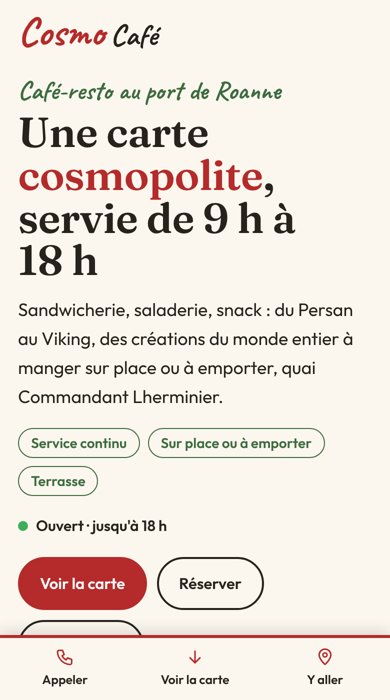 Cosmo Café
Café-resto au port de Roanne
Une carte
cosmopolite,
servie de 9 h à
18 h
Sandwicherie, saladerie, snack : du Persan
au Viking, des créations du monde entier à
manger sur place ou à emporter, quai
Commandant Lherminier.
Service continu
Sur place ou à emporter
Terrasse
Ouvert · jusqu'à 18 h
Voir la carte
Réserver
Appeler
Voir la carte
Y aller